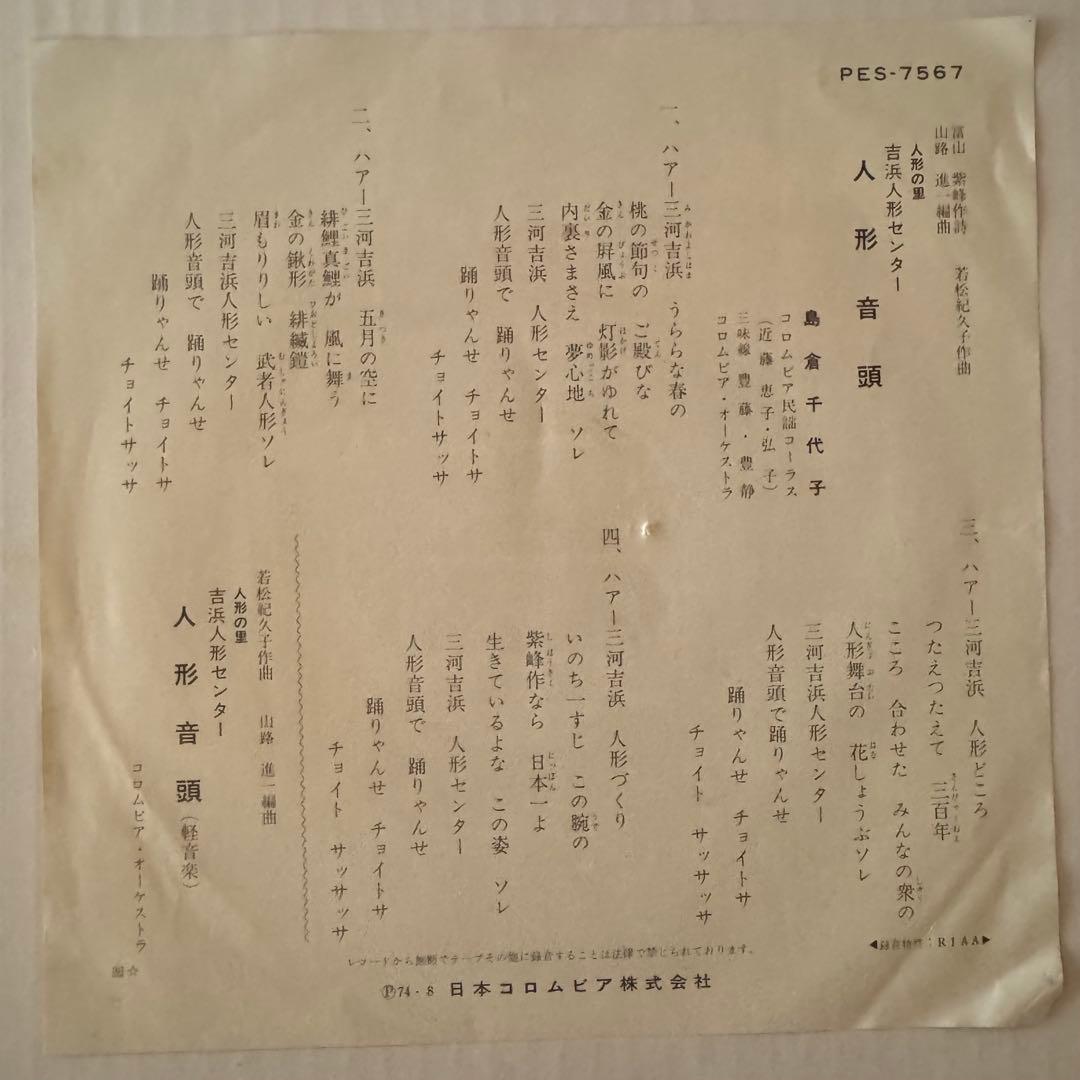 PES-7567
富山 紫峰作詩 若松紀久子作曲
山路 進一編曲
人形の里
吉浜人形センター
人形音頭
島倉千代子
コロムビア民謡コーラス
(近藤恵子・弘子)
三味線 豊藤・豊静
コロムビア・オーケストラ
一、ハアー三河吉浜 うららな春の
桃の節句の ご殿びな
金の屏風に 灯影がゆれて
内裏さまさえ 夢心地 ソレ
三河吉浜 人形センター
人形音頭で 踊りゃんせ
踊りゃんせ チョイトサ
チョイトサッサ
二、ハアー三河吉浜 五月の空に
緋鯉真鯉が 風に舞う
金の鍬形 緋縅鎧
眉もりりしい 武者人形ソレ
三河吉浜人形センター
人形音頭で 踊りゃんせ
踊りゃんせ チョイトサ
チョイトサッサ
三、ハアー三河吉浜 人形どころ
つたえつたえて 三百年
こころ 合わせた みんなの衆の
人形舞台の 花しょうぶソレ
三河吉浜人形センター
人形音頭で踊りゃんせ
踊りゃんせ チョイトサ
チョイト サッサッサ
四、ハアー三河吉浜 人形づくり
いのち一すじ この腕の
紫峰作なら 日本一よ
生きているよな この姿 ソレ
三河吉浜 人形センター
人形音頭で 踊りゃんせ
踊りゃんせ チョイトサ
チョイト サッサッサ
若松紀久子作曲 山路 進一編曲
人形の里
吉浜人形センター
人形音頭(軽音楽)
コロムビア・オーケストラ
◀録音特性:RIAA▶
レコードから無断でテープその他に録音することは法律で禁じられております。
Ⓟ74・8 日本コロムビア株式会社